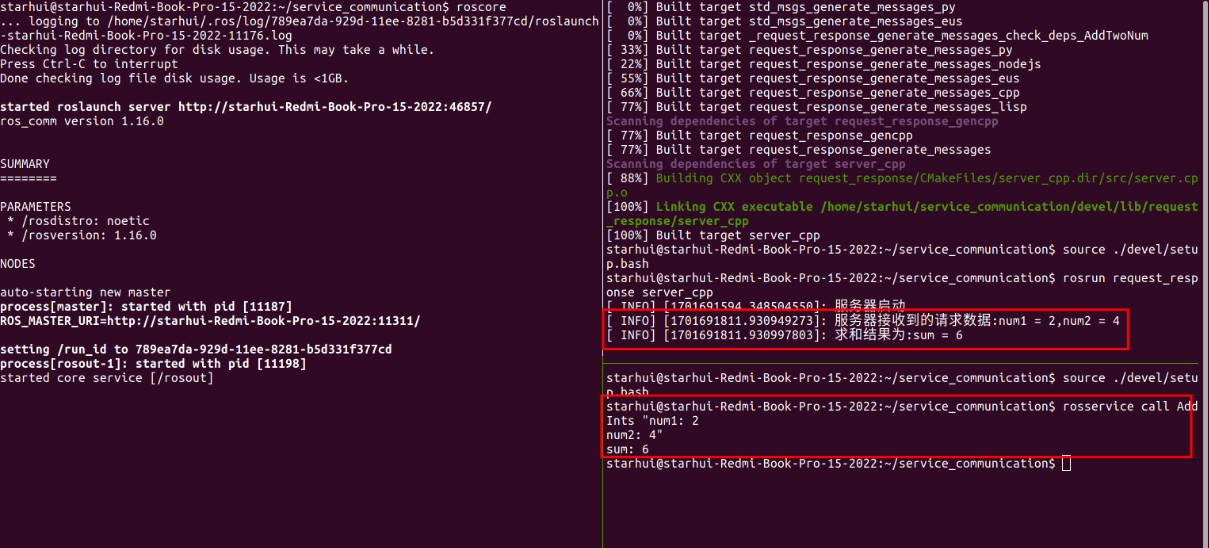 starhui@starhui-Redmi-Book-Pro-15-2022:~/service_communication$ roscore
... logging to /home/starhui/.ros/log/789ea7da-929d-11ee-8281-b5d331f377cd/roslaunch
-starhui-Redmi-Book-Pro-15-2022-11176.log
Checking log directory for disk usage. This may take a while.
Press Ctrl-C to interrupt
Done checking log file disk usage. Usage is <1GB.
started roslaunch server http://starhui-Redmi-Book-Pro-15-2022:46857/
ros_comm version 1.16.0
SUMMARY
========
PARAMETERS
* /rosdistro: noetic
* /rosversion: 1.16.0
NODES
auto-starting new master
process[master]: started with pid [11187]
ROS_MASTER_URI=http://starhui-Redmi-Book-Pro-15-2022:11311/
setting /run_id to 789ea7da-929d-11ee-8281-b5d331f377cd
process[rosout-1]: started with pid [11198]
started core service [/rosout]
[  0%] Built target std_msgs_generate_messages_py
[  0%] Built target std_msgs_generate_messages_eus
[  0%] Built target _request_response_generate_messages_check_deps_AddTwoNum
[ 33%] Built target request_response_generate_messages_py
[ 22%] Built target request_response_generate_messages_nodejs
[ 55%] Built target request_response_generate_messages_eus
[ 66%] Built target request_response_generate_messages_cpp
[ 77%] Built target request_response_generate_messages_lisp
Scanning dependencies of target request_response_gencpp
[ 77%] Built target request_response_gencpp
[ 77%] Built target request_response_generate_messages
Scanning dependencies of target server_cpp
[ 88%] Building CXX object request_response/CMakeFiles/server_cpp.dir/src/server.cp
p.o
[100%] Linking CXX executable /home/starhui/service_communication/devel/lib/request
_response/server_cpp
[100%] Built target server_cpp
starhui@starhui-Redmi-Book-Pro-15-2022:~/service_communication$ source ./devel/setu
p.bash
starhui@starhui-Redmi-Book-Pro-15-2022:~/service_communication$ rosrun request_resp
onse server_cpp
[ INFO] [1701691594.348504550]: 服务器启动
[ INFO] [1701691811.930949273]: 服务器接收到的请求数据:num1 = 2,num2 = 4
[ INFO] [1701691811.930997803]: 求和结果为:sum = 6
starhui@starhui-Redmi-Book-Pro-15-2022:~/service_communication$ source ./devel/setu
p.bash
starhui@starhui-Redmi-Book-Pro-15-2022:~/service_communication$ rosservice call Add
Ints "num1: 2
num2: 4"
sum: 6
starhui@starhui-Redmi-Book-Pro-15-2022:~/service_communication$